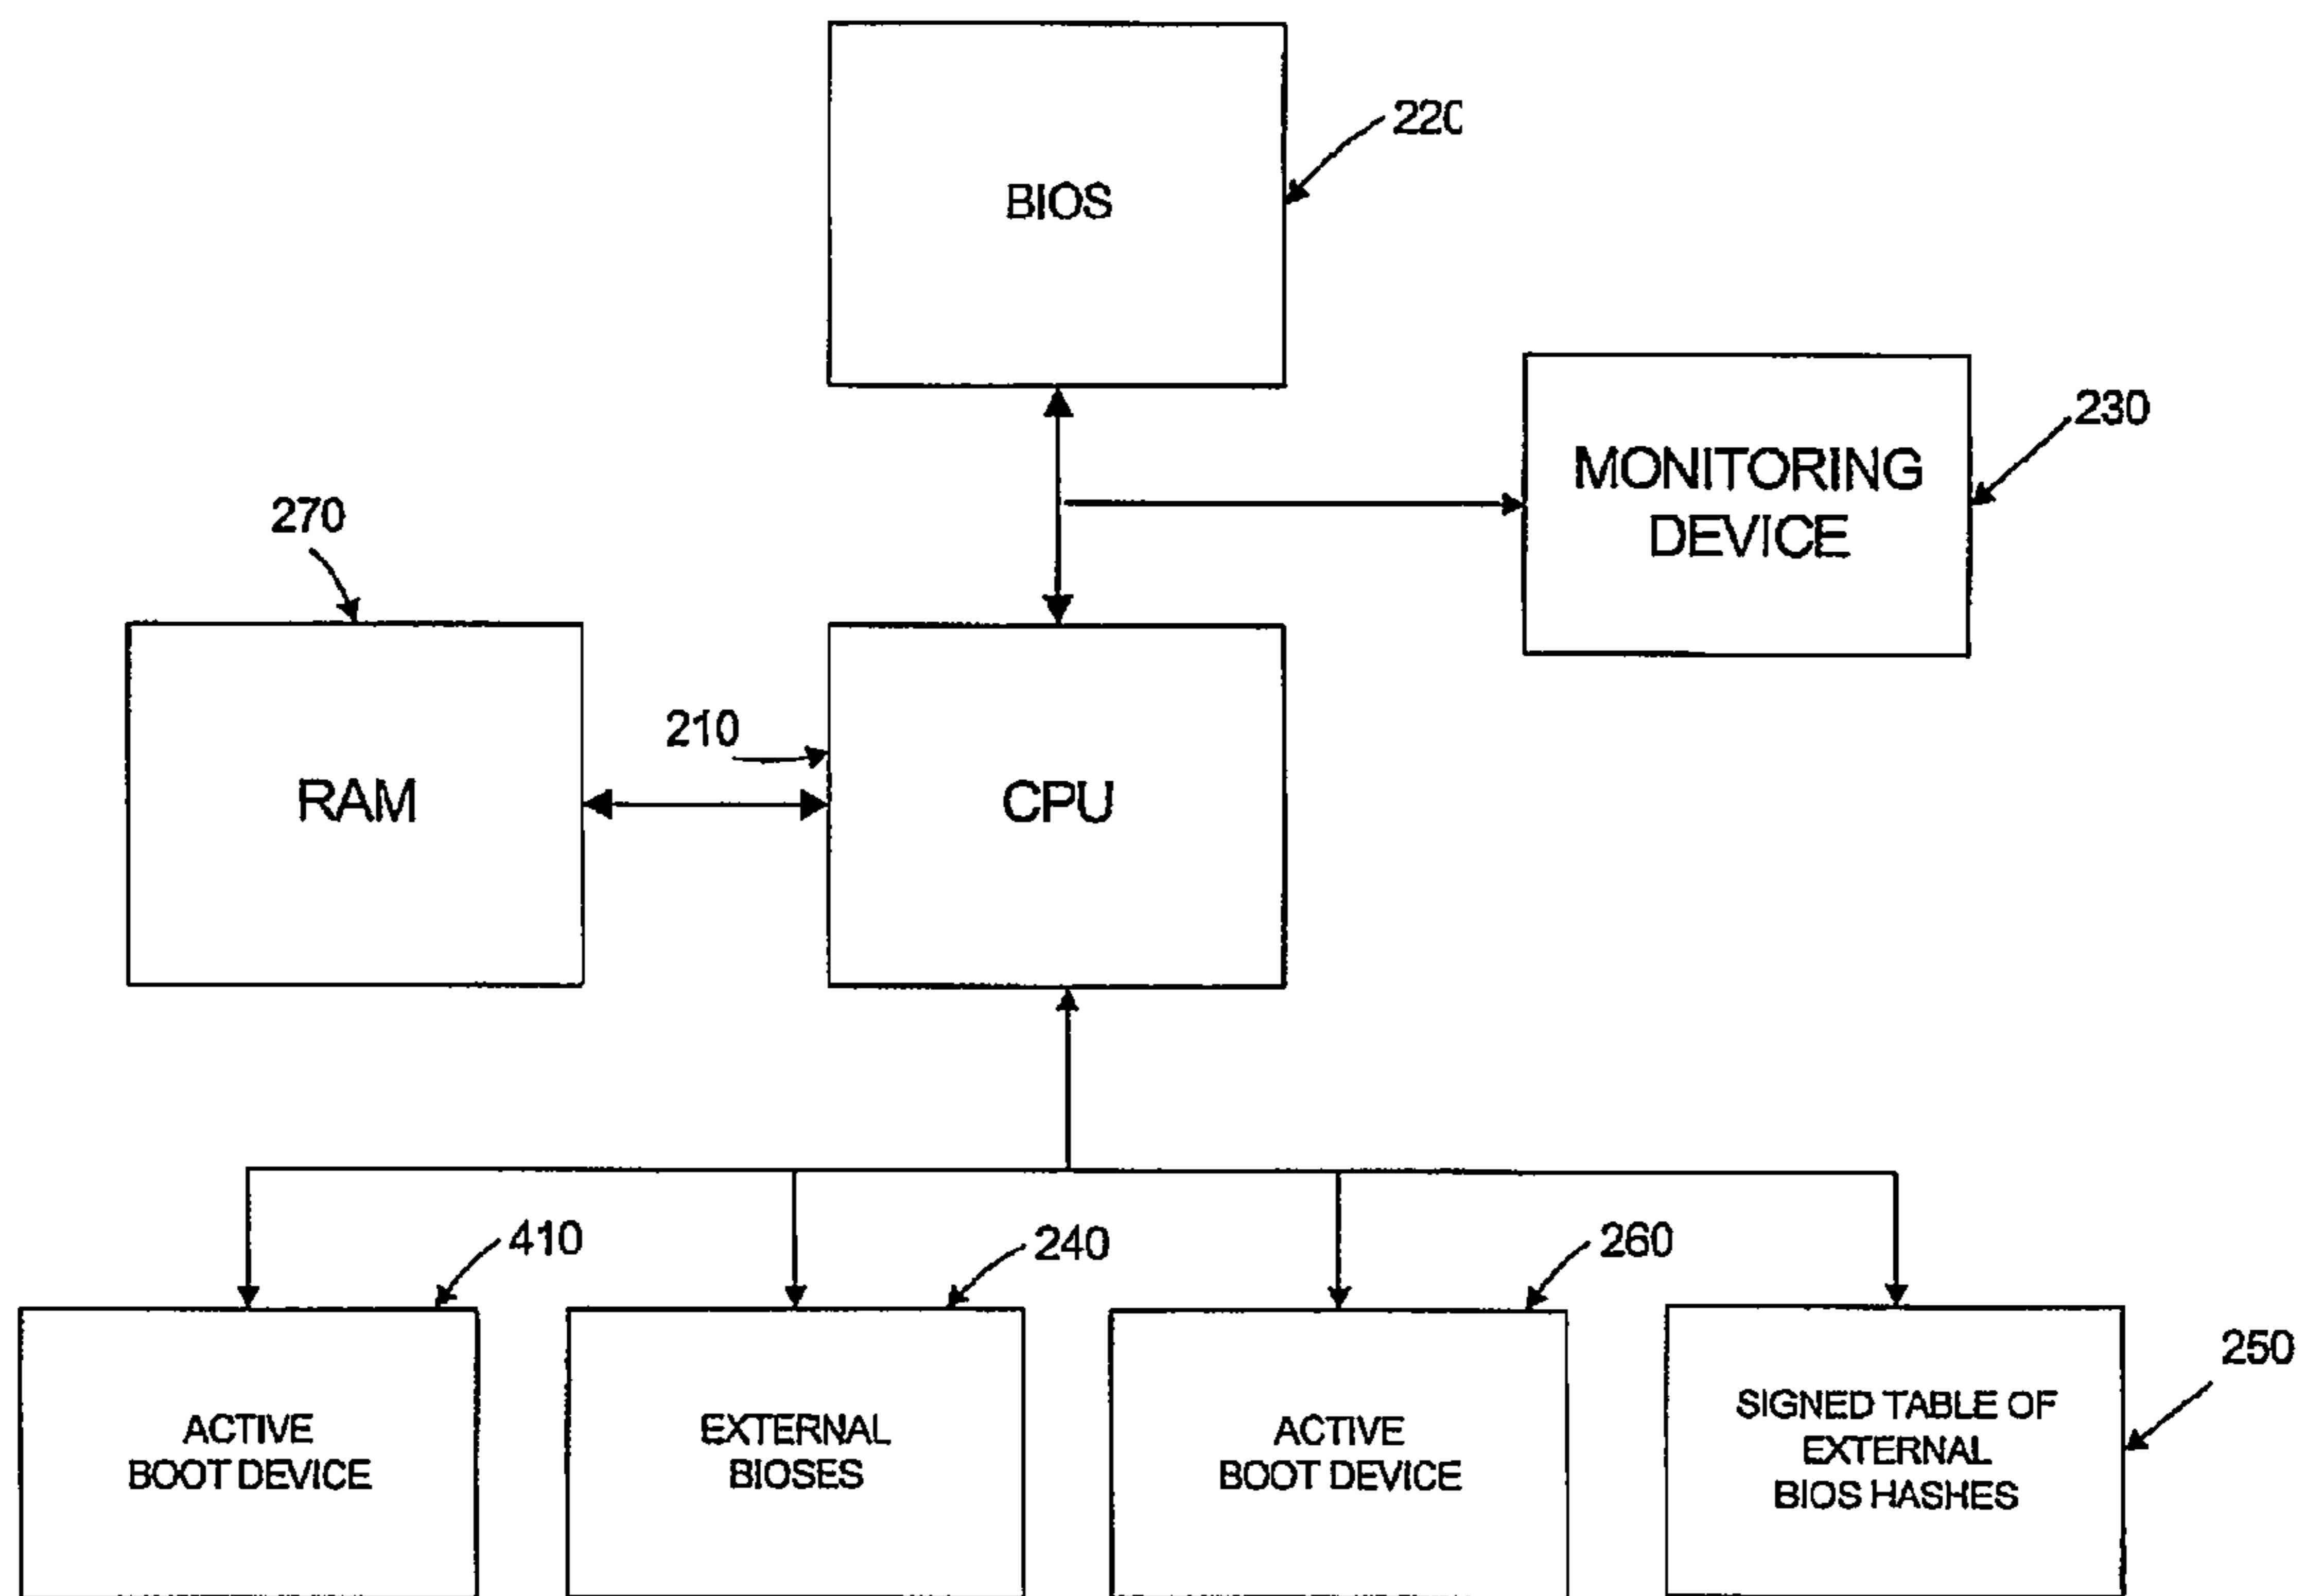 BIOS
220
MONITORING
DEVICE
230
270
RAM
210
CPU
410
ACTIVE
BOOT DEVICE
240
EXTERNAL
BIOSES
260
ACTIVE
BOOT DEVICE
250
SIGNED TABLE OF
EXTERNAL
BIOS HASHES